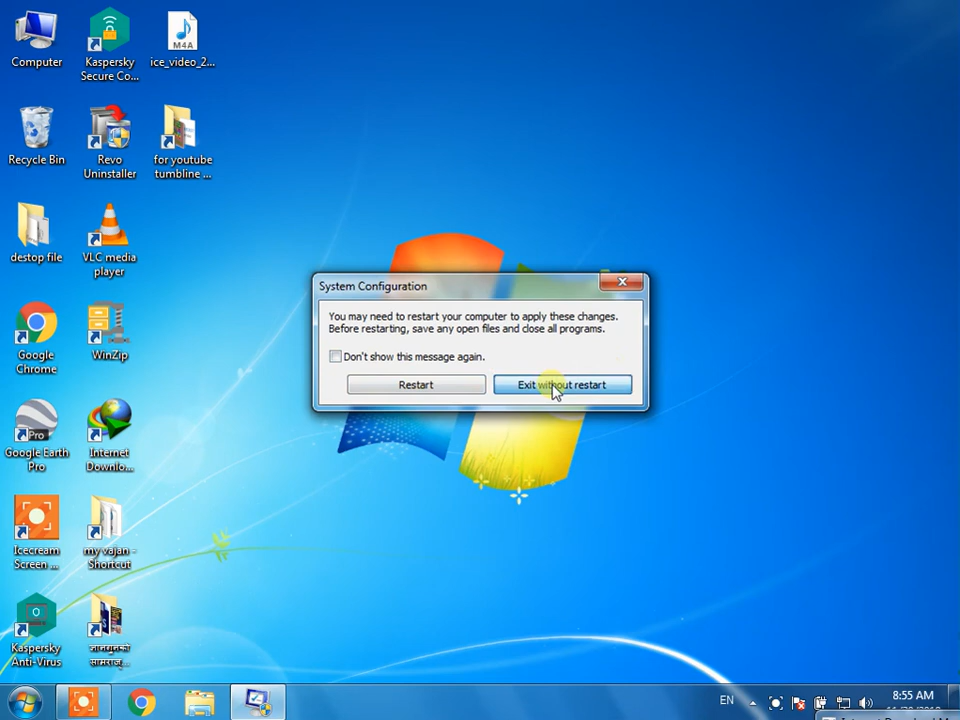 Computer
Kaspersky
Secure Co...
M4A
ice_video_2...
Recycle Bin
Revo
Uninstaller
for youtube
tumbline ...
destop file
VLC media
player
Google
Chrome
WinZip
Pro
Google Earth
Pro
Internet
Downlo...
Icecream
Screen ...
my vajan -
Shortcut
Kaspersky
Anti-Virus
System Configuration
You may need to restart your computer to apply these changes.
Before restarting, save any open files and close all programs.
Don't show this message again.
Restart
Exit without restart
EN
8:55 AM